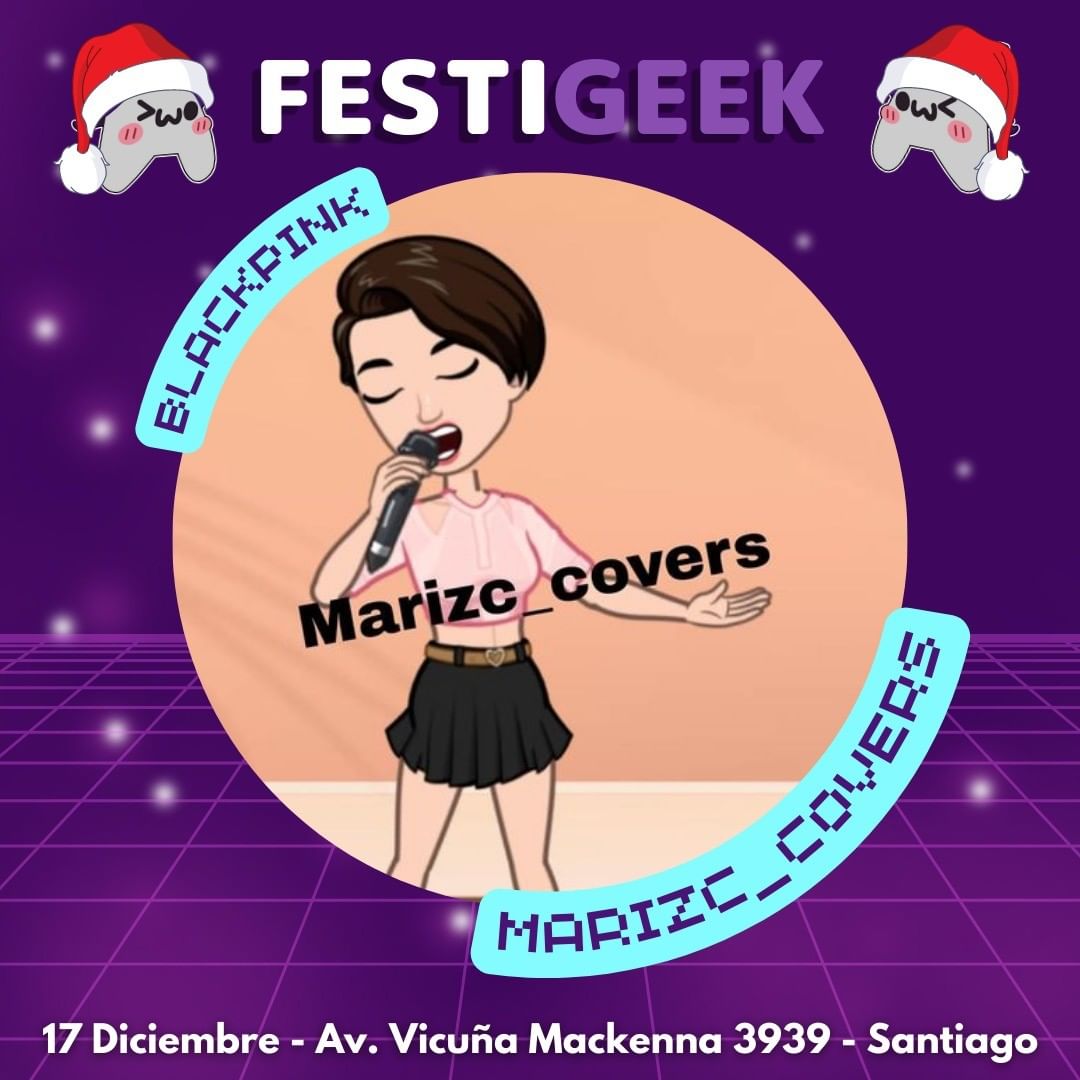 FESTIGEEK
BLACKPINK
Marizc_covers
MARIZC_COVERS
17 Diciembre - Av. Vicuña Mackenna 3939 - Santiago